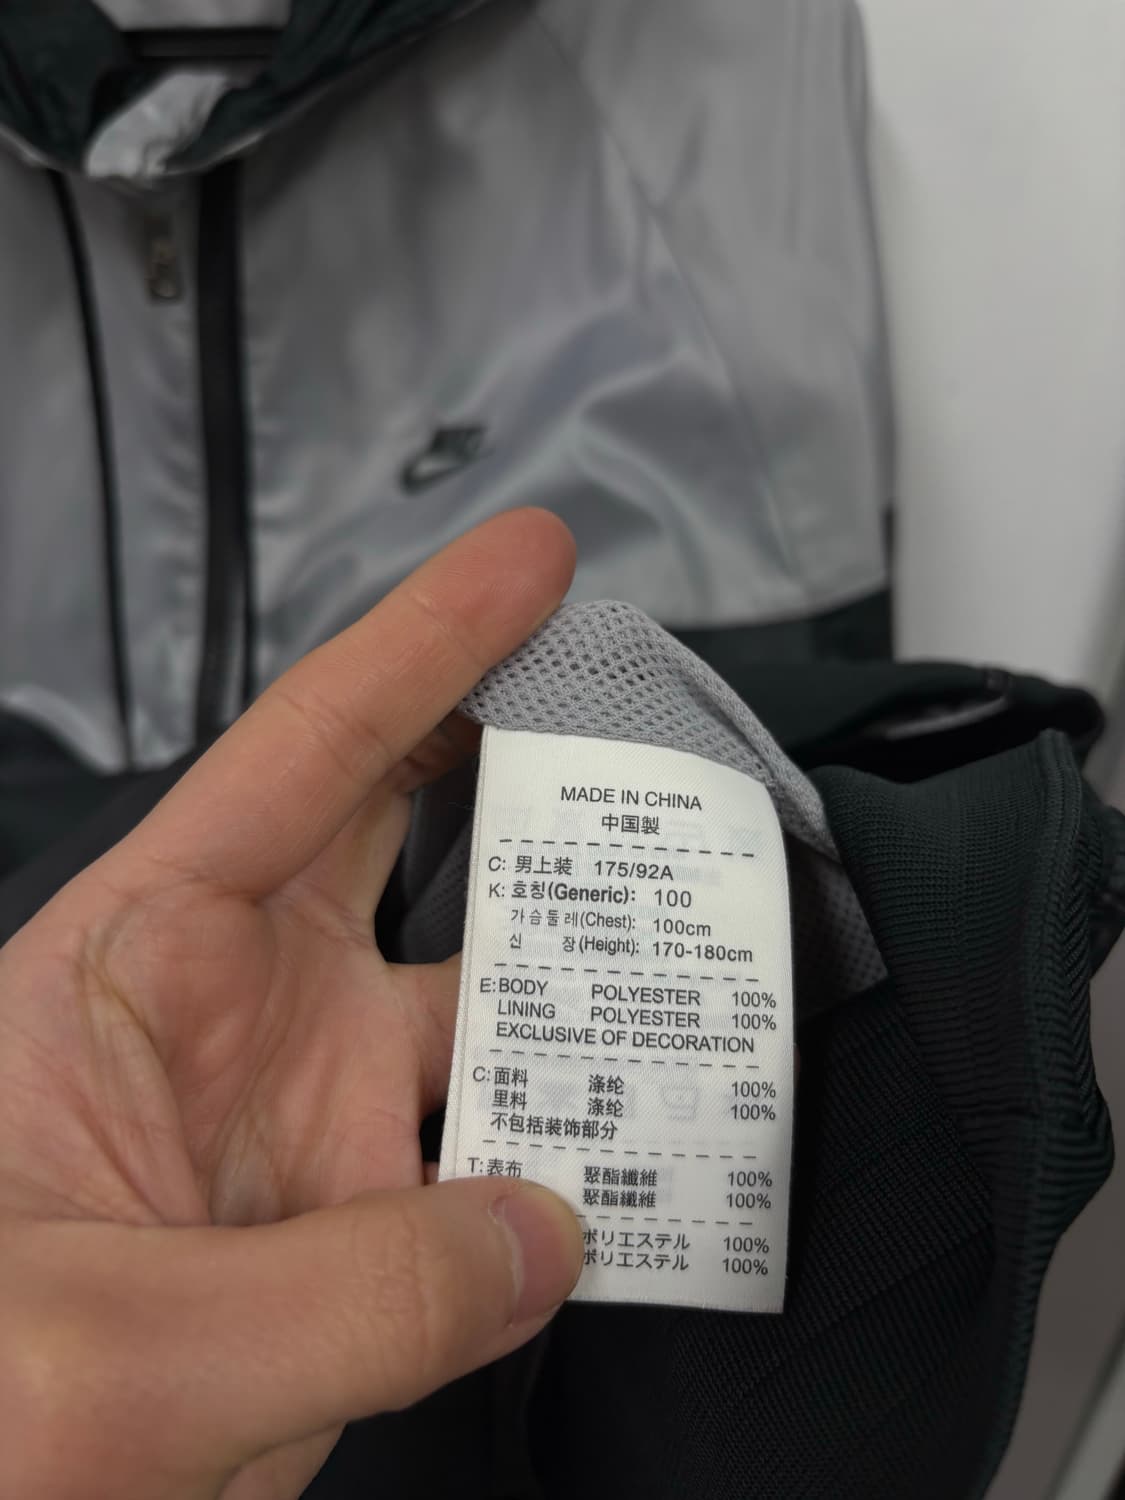 NIKE
MADE IN CHINA
中国製
C: 男上装 175/92A
K: 호칭(Generic): 100
가슴둘레(Chest): 100cm
신 장(Height): 170-180cm
E: BODY POLYESTER 100%
LINING POLYESTER 100%
EXCLUSIVE OF DECORATION
C: 面料 涤纶 100%
里料 涤纶 100%
不包括装饰部分
T: 表布 聚酯纖維 100%
聚酯纖維 100%
ポリエステル 100%
ポリエステル 100%